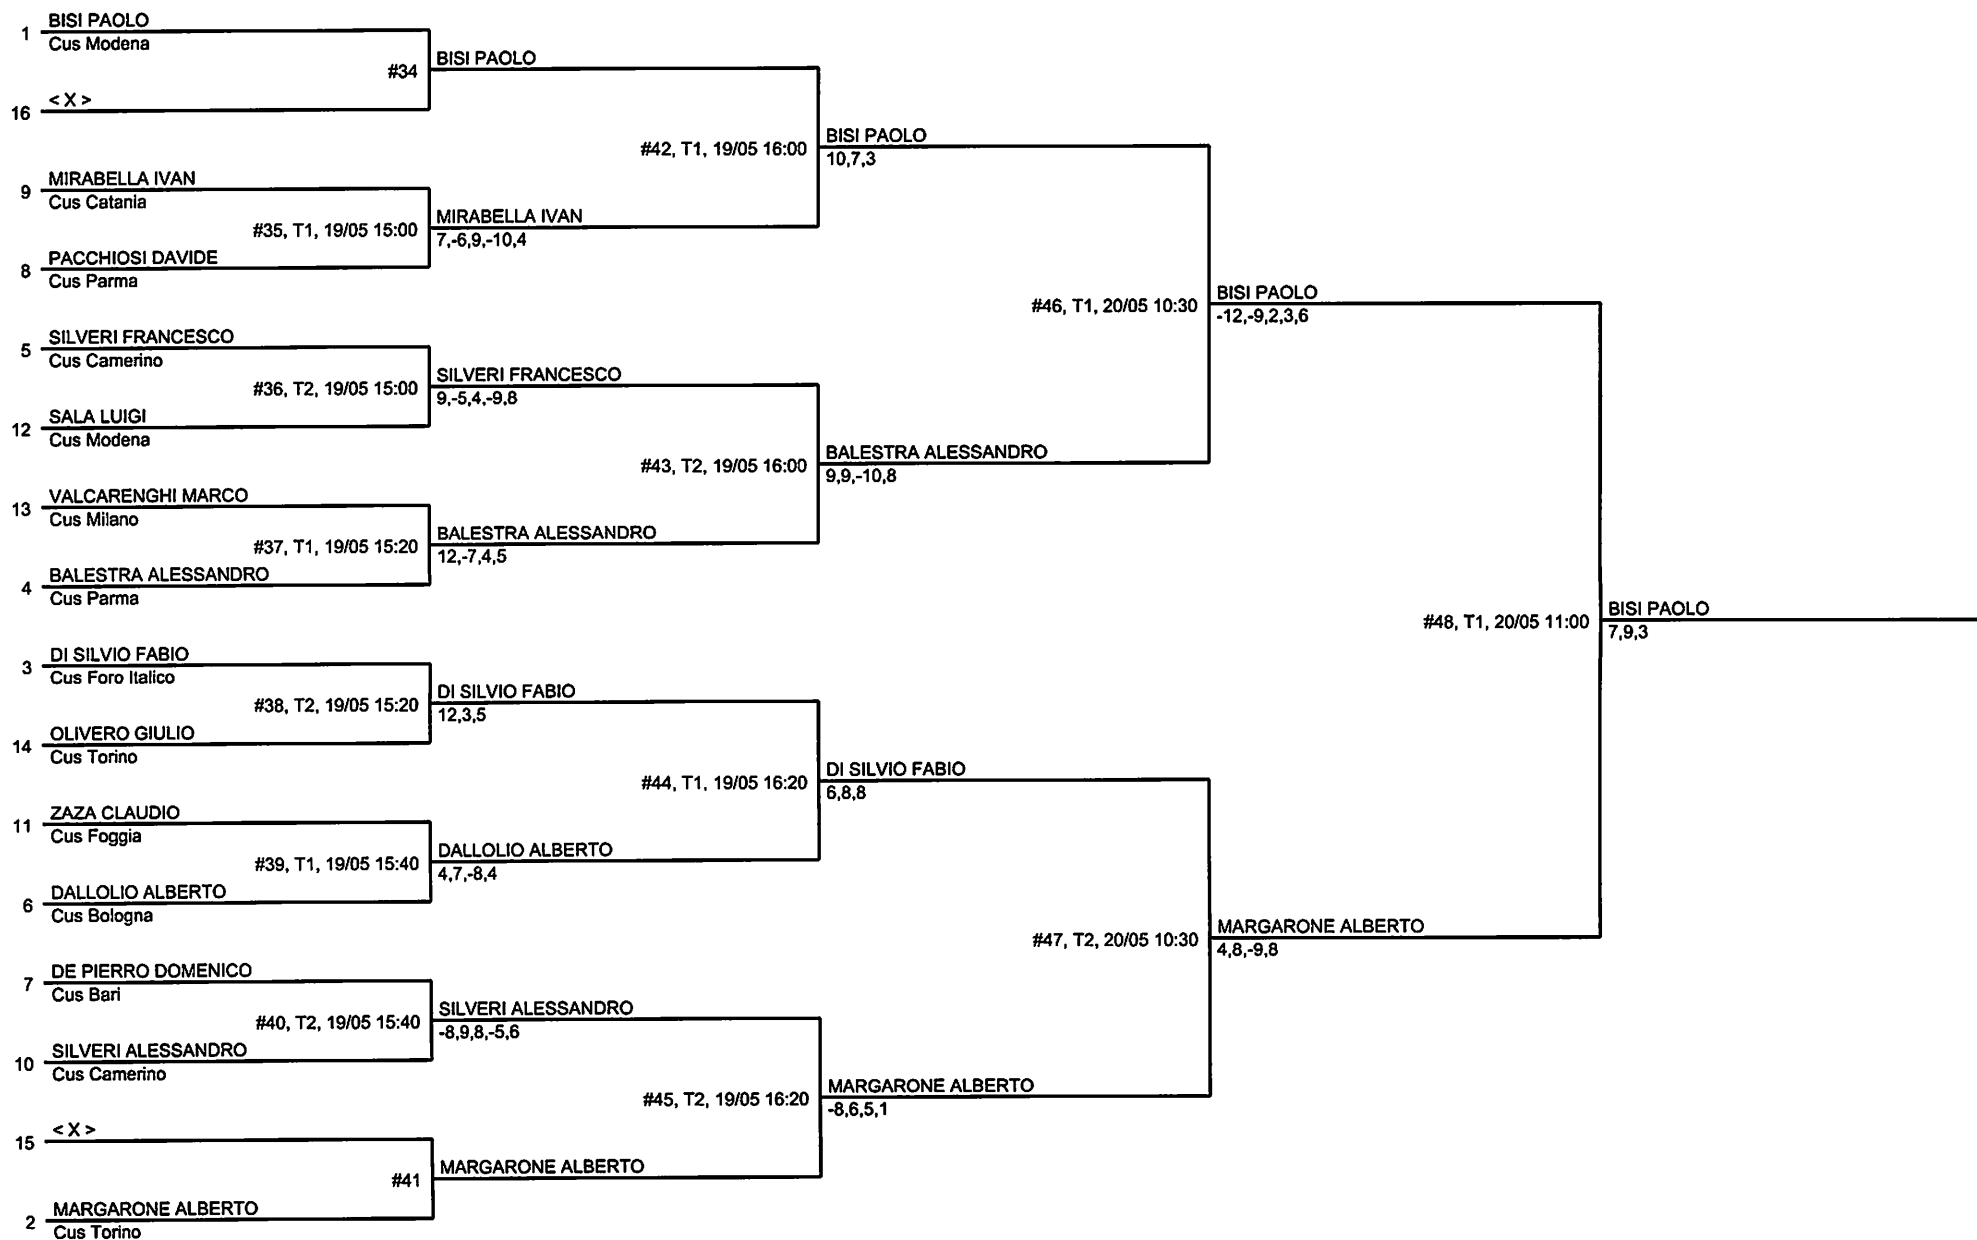 BISI PAOLO
1
Cus Modena
#34
BISI PAOLO
< X >
16
#42, T1, 19/05 16:00
BISI PAOLO
10,7,3
MIRABELLA IVAN
9
Cus Catania
#35, T1, 19/05 15:00
MIRABELLA IVAN
7,-6,9,-10,4
PACCHIOSI DAVIDE
8
Cus Parma
#46, T1, 20/05 10:30
BISI PAOLO
-12,-9,2,3,6
SILVERI FRANCESCO
5
Cus Camerino
#36, T2, 19/05 15:00
SILVERI FRANCESCO
9,-5,4,-9,8
SALA LUIGI
12
Cus Modena
#43, T2, 19/05 16:00
BALESTRA ALESSANDRO
9,9,-10,8
VALCARENGHI MARCO
13
Cus Milano
#37, T1, 19/05 15:20
BALESTRA ALESSANDRO
12,-7,4,5
BALESTRA ALESSANDRO
4
Cus Parma
#48, T1, 20/05 11:00
BISI PAOLO
7,9,3
DI SILVIO FABIO
3
Cus Foro Italico
#38, T2, 19/05 15:20
DI SILVIO FABIO
12,3,5
OLIVERO GIULIO
14
Cus Torino
#44, T1, 19/05 16:20
DI SILVIO FABIO
6,8,8
ZAZA CLAUDIO
11
Cus Foggia
#39, T1, 19/05 15:40
DALLOLIO ALBERTO
4,7,-8,4
DALLOLIO ALBERTO
6
Cus Bologna
#47, T2, 20/05 10:30
MARGARONE ALBERTO
4,8,-9,8
DE PIERRO DOMENICO
7
Cus Bari
#40, T2, 19/05 15:40
SILVERI ALESSANDRO
-8,9,8,-5,6
SILVERI ALESSANDRO
10
Cus Camerino
#45, T2, 19/05 16:20
MARGARONE ALBERTO
-8,6,5,1
< X >
15
#41
MARGARONE ALBERTO
MARGARONE ALBERTO
2
Cus Torino